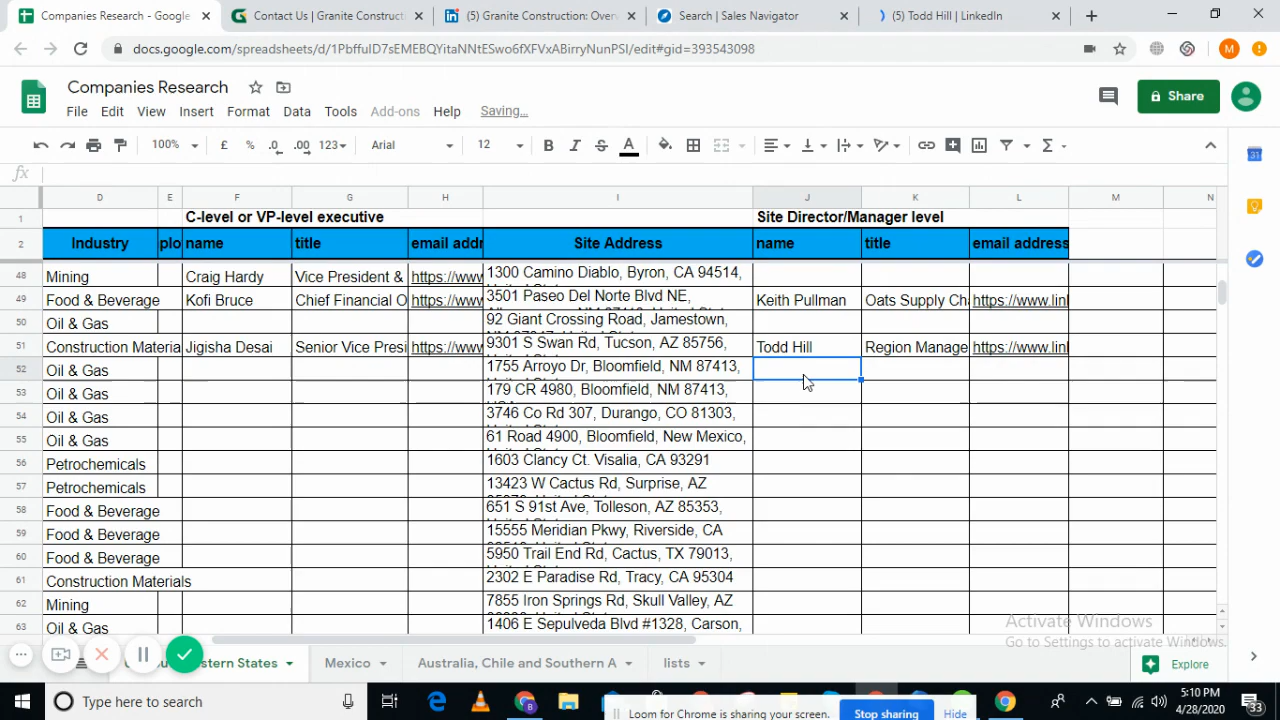 Companies Research - Google
Contact Us | Granite Construct
(5) Granite Construction: Over
Search | Sales Navigator
(5) Todd Hill | LinkedIn
docs.google.com/spreadsheets/d/1PbffuID7sEMEBQYitaNNtESwo6fXFVxABirryNunPSI/edit#gid=393543098
M
Companies Research
File Edit View Insert Format Data Tools Add-ons Help Saving...
Share
100% £ % .0 .00 123 Arial 12 B I S A
fx
D E F G H I J K L M N
1 C-level or VP-level executive Site Director/Manager level
2 Industry plo name title email addr Site Address name title email address
48 Mining Craig Hardy Vice President & https://www 1300 Camino Diablo, Byron, CA 94514,
49 Food & Beverage Kofi Bruce Chief Financial O https://www 3501 Paseo Del Norte Blvd NE, Keith Pullman Oats Supply Cha https://www.lin
50 Oil & Gas 92 Giant Crossing Road, Jamestown,
51 Construction Materia Jigisha Desai Senior Vice Presi https://www 9301 S Swan Rd, Tucson, AZ 85756, Todd Hill Region Manage https://www.lin
52 Oil & Gas 1755 Arroyo Dr, Bloomfield, NM 87413,
53 Oil & Gas 179 CR 4980, Bloomfield, NM 87413,
54 Oil & Gas 3746 Co Rd 307, Durango, CO 81303,
55 Oil & Gas 61 Road 4900, Bloomfield, New Mexico,
56 Petrochemicals 1603 Clancy Ct. Visalia, CA 93291
57 Petrochemicals 13423 W Cactus Rd, Surprise, AZ
58 Food & Beverage 651 S 91st Ave, Tolleson, AZ 85353,
59 Food & Beverage 15555 Meridian Pkwy, Riverside, CA
60 Food & Beverage 5950 Trail End Rd, Cactus, TX 79013,
61 Construction Materials 2302 E Paradise Rd, Tracy, CA 95304
62 Mining 7855 Iron Springs Rd, Skull Valley, AZ
63 Oil & Gas 1406 E Sepulveda Blvd #1328, Carson,
Activate Windows
Go to Settings to activate Windows.
stern States Mexico Australia, Chile and Southern A lists Explore
Type here to search
Loom for Chrome is sharing your screen. Stop sharing Hide
5:10 PM
4/28/2020
33